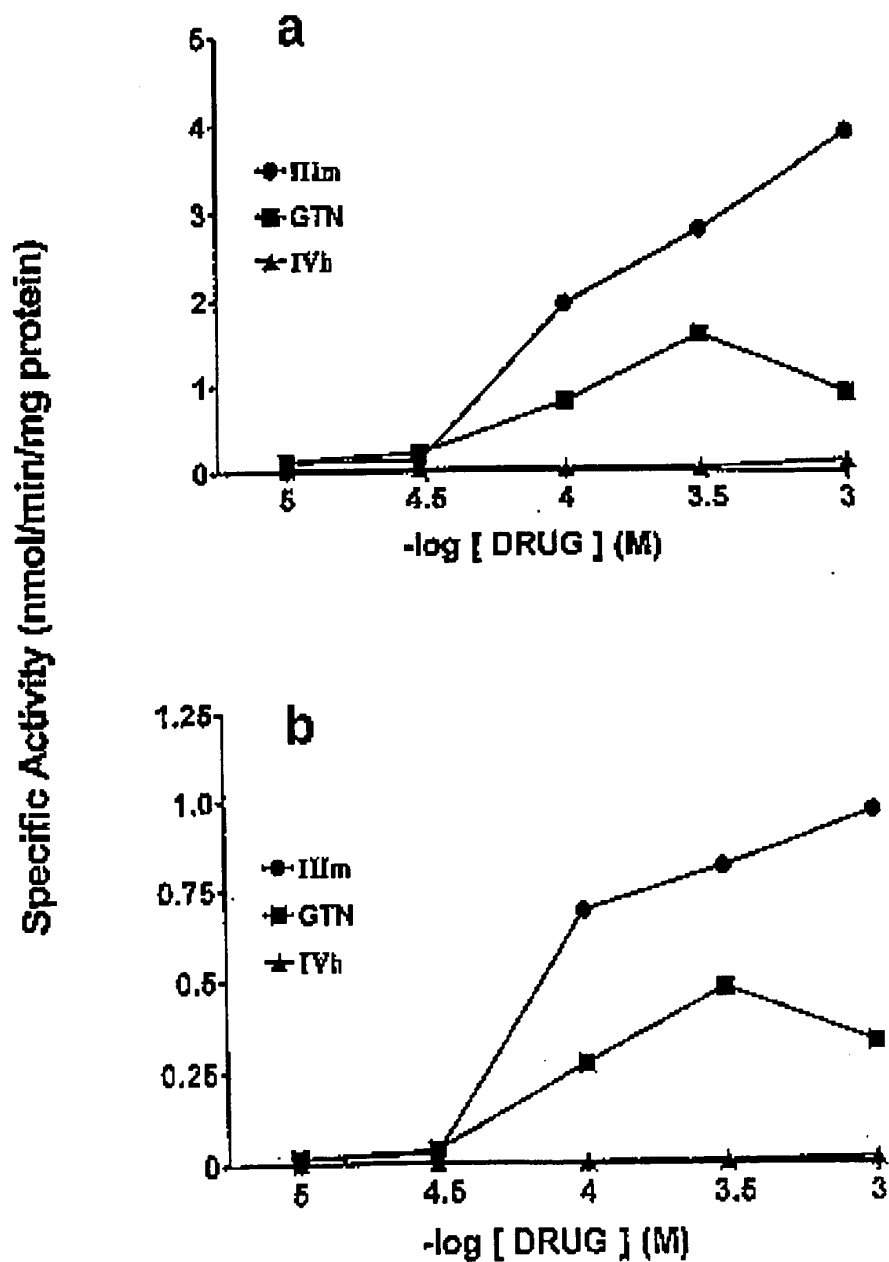 a
Specific Activity (nmol/min/mg protein)
5
4
3
2
1
0
IIIm
GTN
IVh
5 4.5 4 3.5 3
-log [ DRUG ] (M)
b
1.25
1.0
0.75
0.5
0.25
0
IIIm
GTN
IVh
5 4.5 4 3.5 3
-log [ DRUG ] (M)